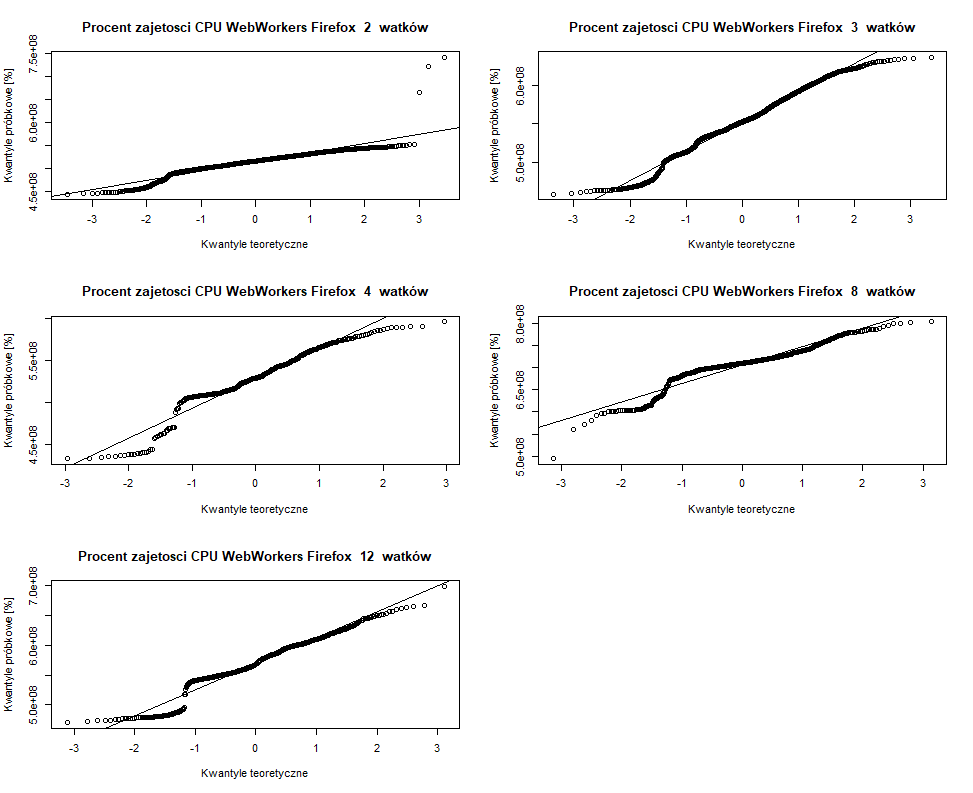 Procent zajetosci CPU WebWorkers Firefox 2 watków
Kwantyle próbkowe [%]
7.5e+08
6.0e+08
4.5e+08
-3 -2 -1 0 1 2 3
Kwantyle teoretyczne
Procent zajetosci CPU WebWorkers Firefox 3 watków
Kwantyle próbkowe [%]
6.0e+08
5.0e+08
-3 -2 -1 0 1 2 3
Kwantyle teoretyczne
Procent zajetosci CPU WebWorkers Firefox 4 watków
Kwantyle próbkowe [%]
5.5e+08
4.5e+08
-3 -2 -1 0 1 2 3
Kwantyle teoretyczne
Procent zajetosci CPU WebWorkers Firefox 8 watków
Kwantyle próbkowe [%]
8.0e+08
6.5e+08
5.0e+08
-3 -2 -1 0 1 2 3
Kwantyle teoretyczne
Procent zajetosci CPU WebWorkers Firefox 12 watków
Kwantyle próbkowe [%]
7.0e+08
6.0e+08
5.0e+08
-3 -2 -1 0 1 2 3
Kwantyle teoretyczne